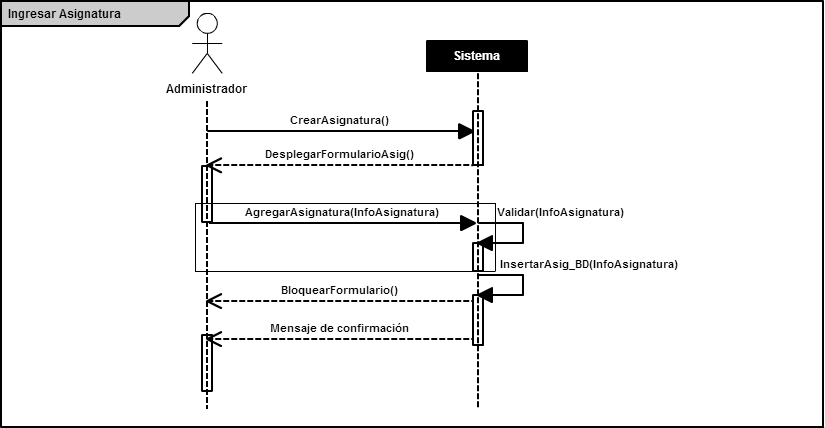 Ingresar Asignatura
Sistema
Administrador
CrearAsignatura()
DesplegarFormularioAsig()
AgregarAsignatura(InfoAsignatura)
Validar(InfoAsignatura)
InsertarAsig_BD(InfoAsignatura)
BloquearFormulario()
Mensaje de confirmación